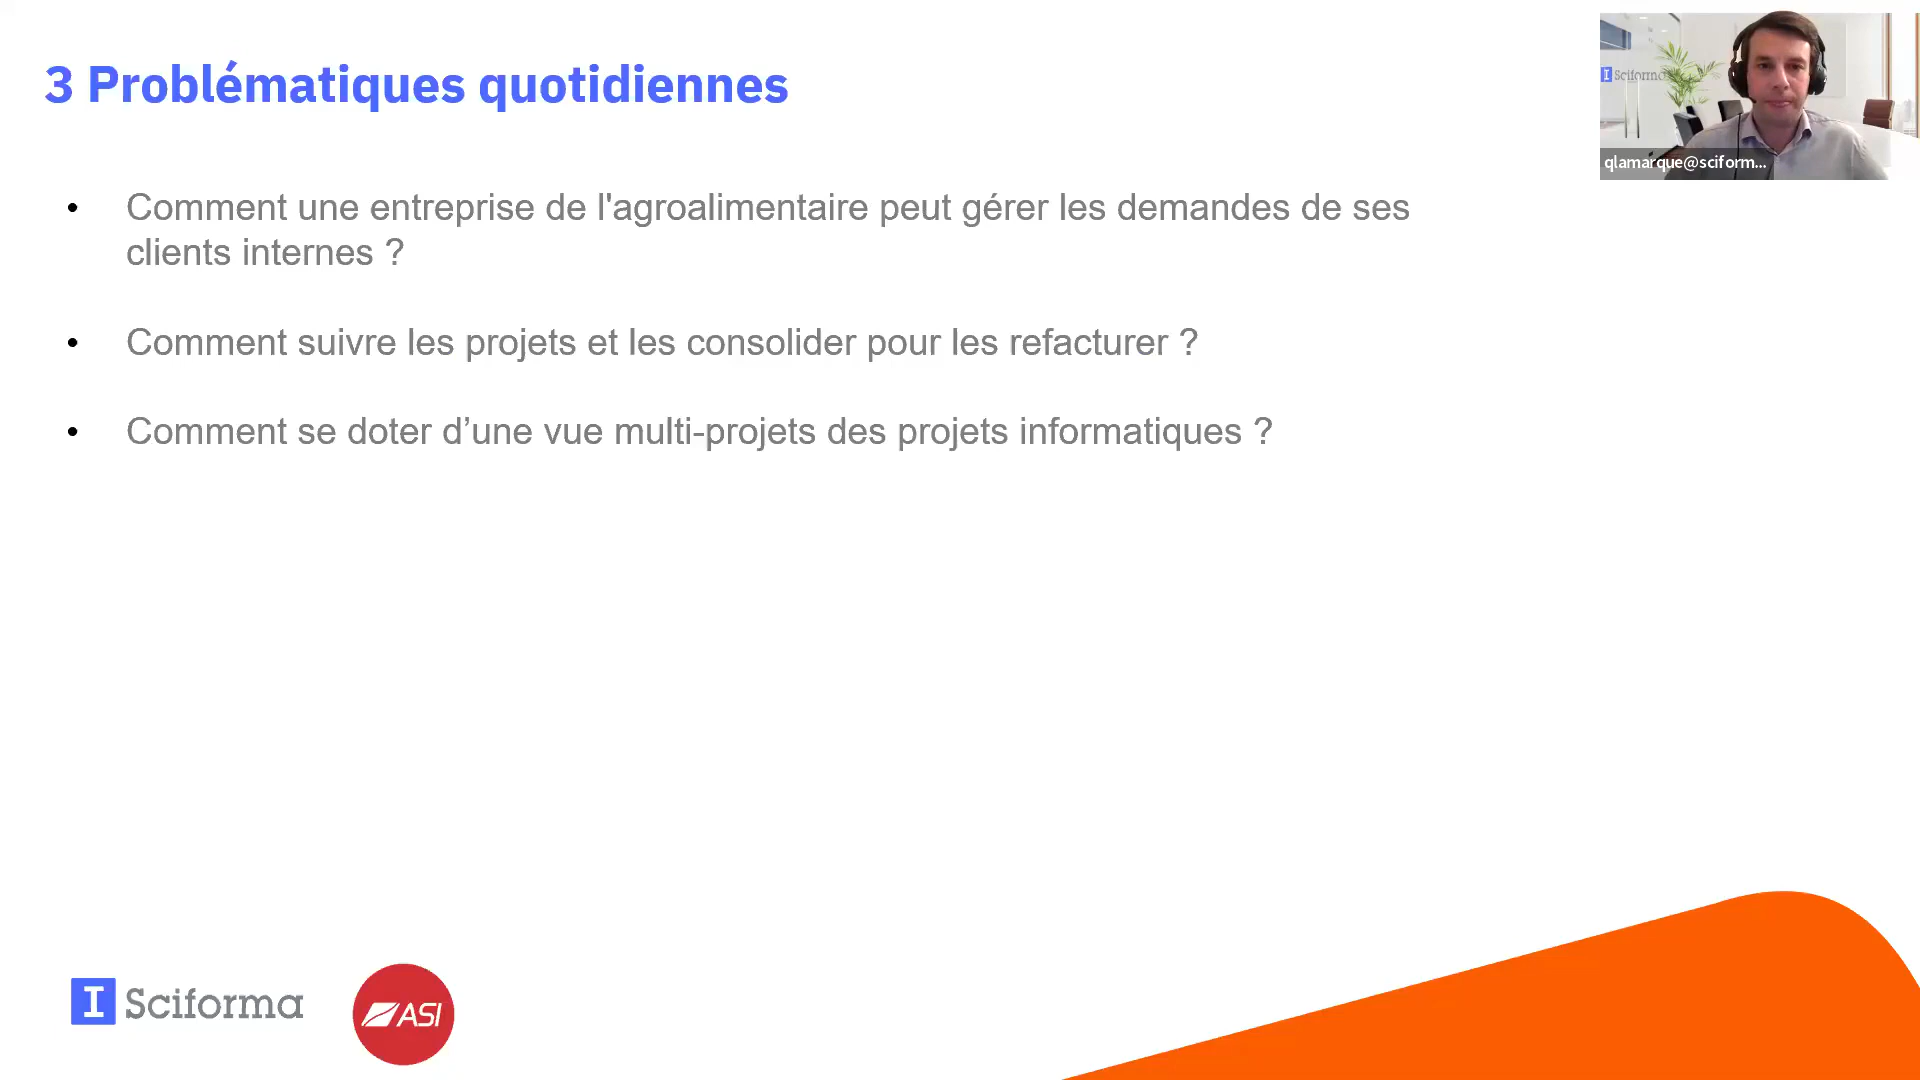 3 Problématiques quotidiennes
Sciforma
qlamarque@sciform...
• Comment une entreprise de l'agroalimentaire peut gérer les demandes de ses
clients internes ?
• Comment suivre les projets et les consolider pour les refacturer ?
• Comment se doter d’une vue multi-projets des projets informatiques ?
I Sciforma
ASI